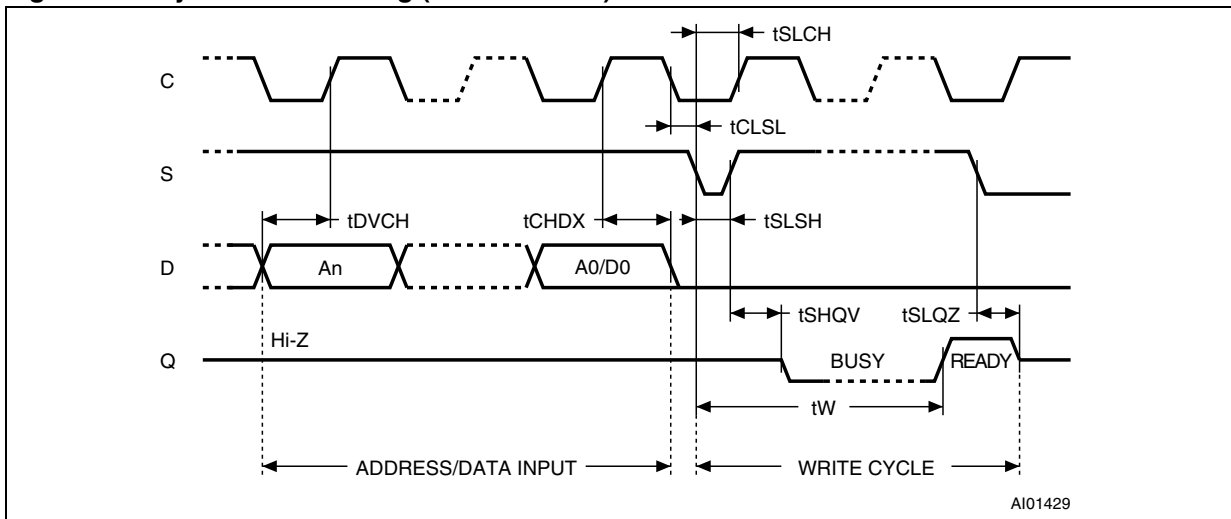 tSLCH
C
tCLSL
S
tDVCH
tCHDX
tSLSH
D
An
A0/D0
tSHQV
tSLQZ
Hi-Z
Q
BUSY
READY
tW
ADDRESS/DATA INPUT
WRITE CYCLE
AI01429